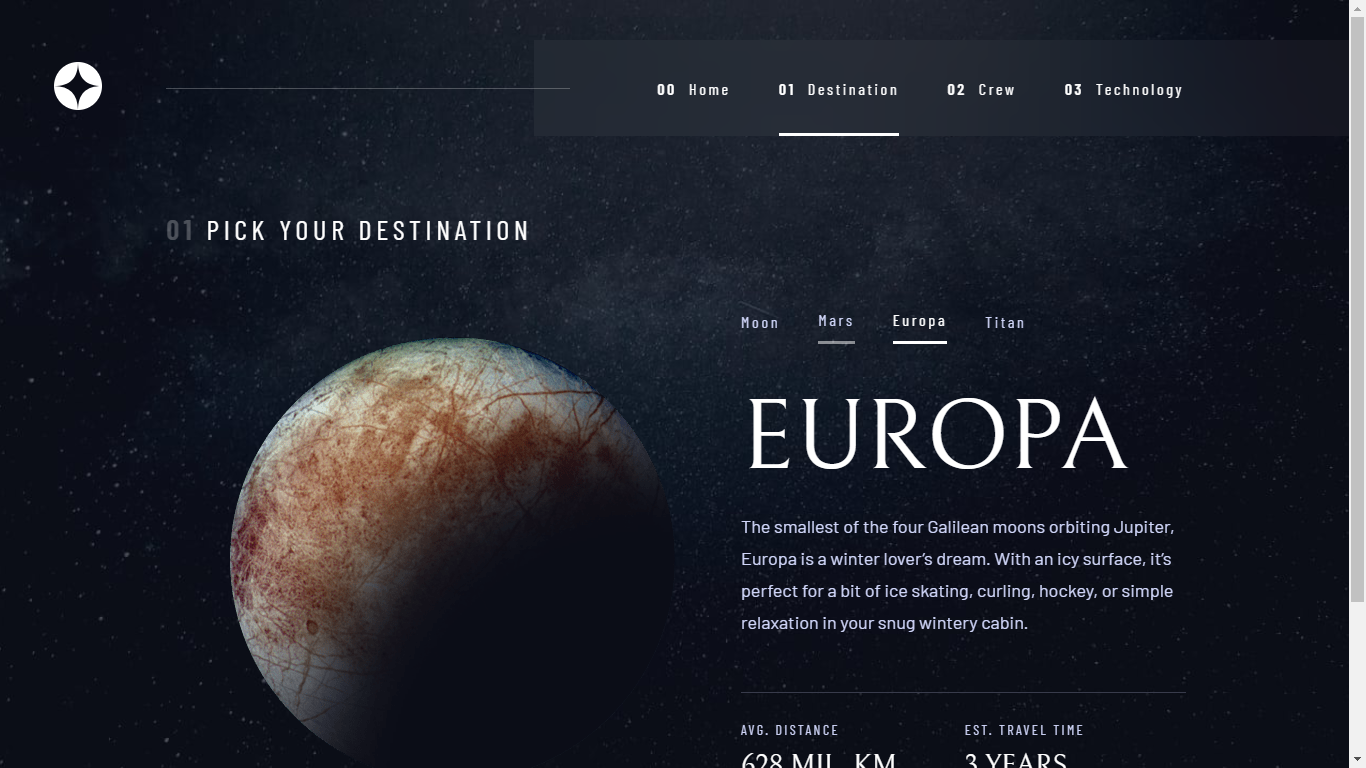 00 Home 01 Destination 02 Crew 03 Technology
01 PICK YOUR DESTINATION
Moon Mars Europa Titan
EUROPA
The smallest of the four Galilean moons orbiting Jupiter,
Europa is a winter lover’s dream. With an icy surface, it’s
perfect for a bit of ice skating, curling, hockey, or simple
relaxation in your snug wintery cabin.
AVG. DISTANCE EST. TRAVEL TIME
628 MIL. KM 3 YEARS